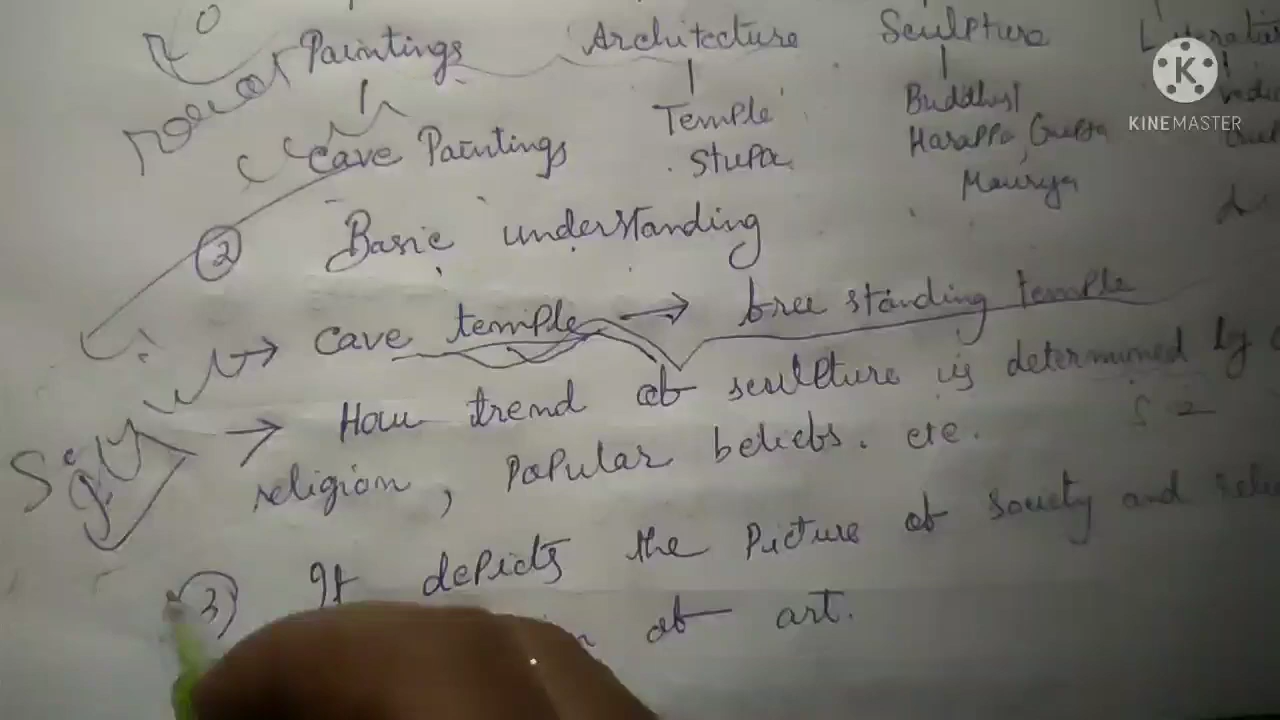 Paintings Architecture Sculpture
Cave Paintings Temple Buddhist
Stupa Harappa, Gupta
Maurya
KINEMASTER
2 Basic understanding
→ cave temple → free standing temple
→ How trend of sculpture is determined by
religion, popular beliefs. etc.
3 It depicts the picture of society and
of art.